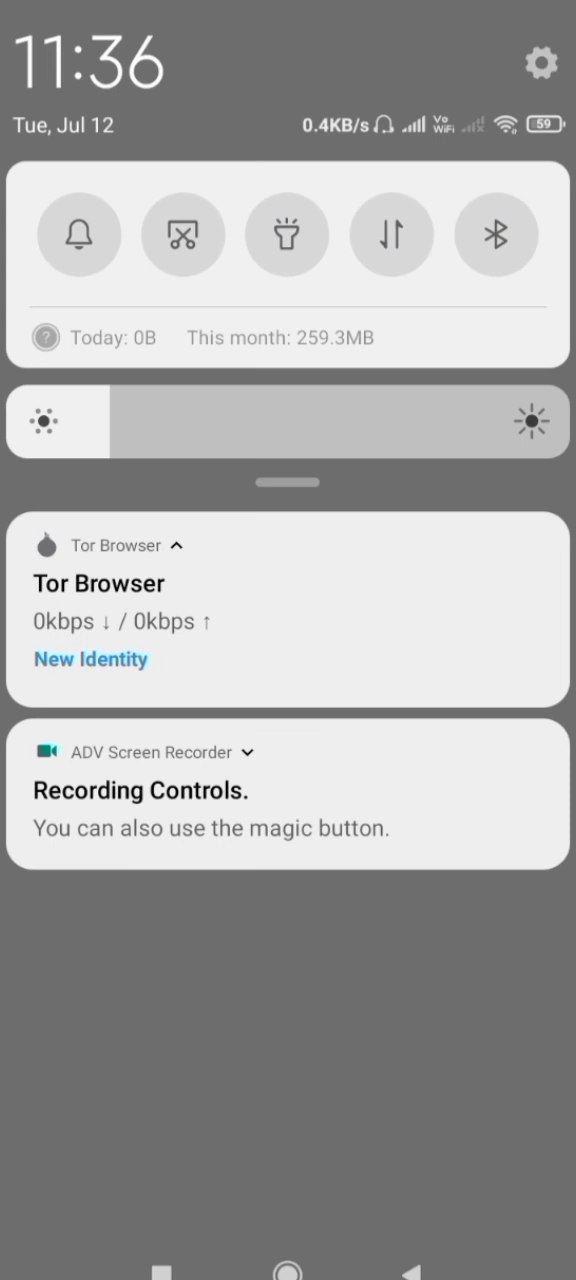 11:36
Tue, Jul 12
0.4KB/s Vo WiFi 59
Today: 0B This month: 259.3MB
Tor Browser
Tor Browser
0kbps ↓ / 0kbps ↑
New Identity
ADV Screen Recorder
Recording Controls.
You can also use the magic button.